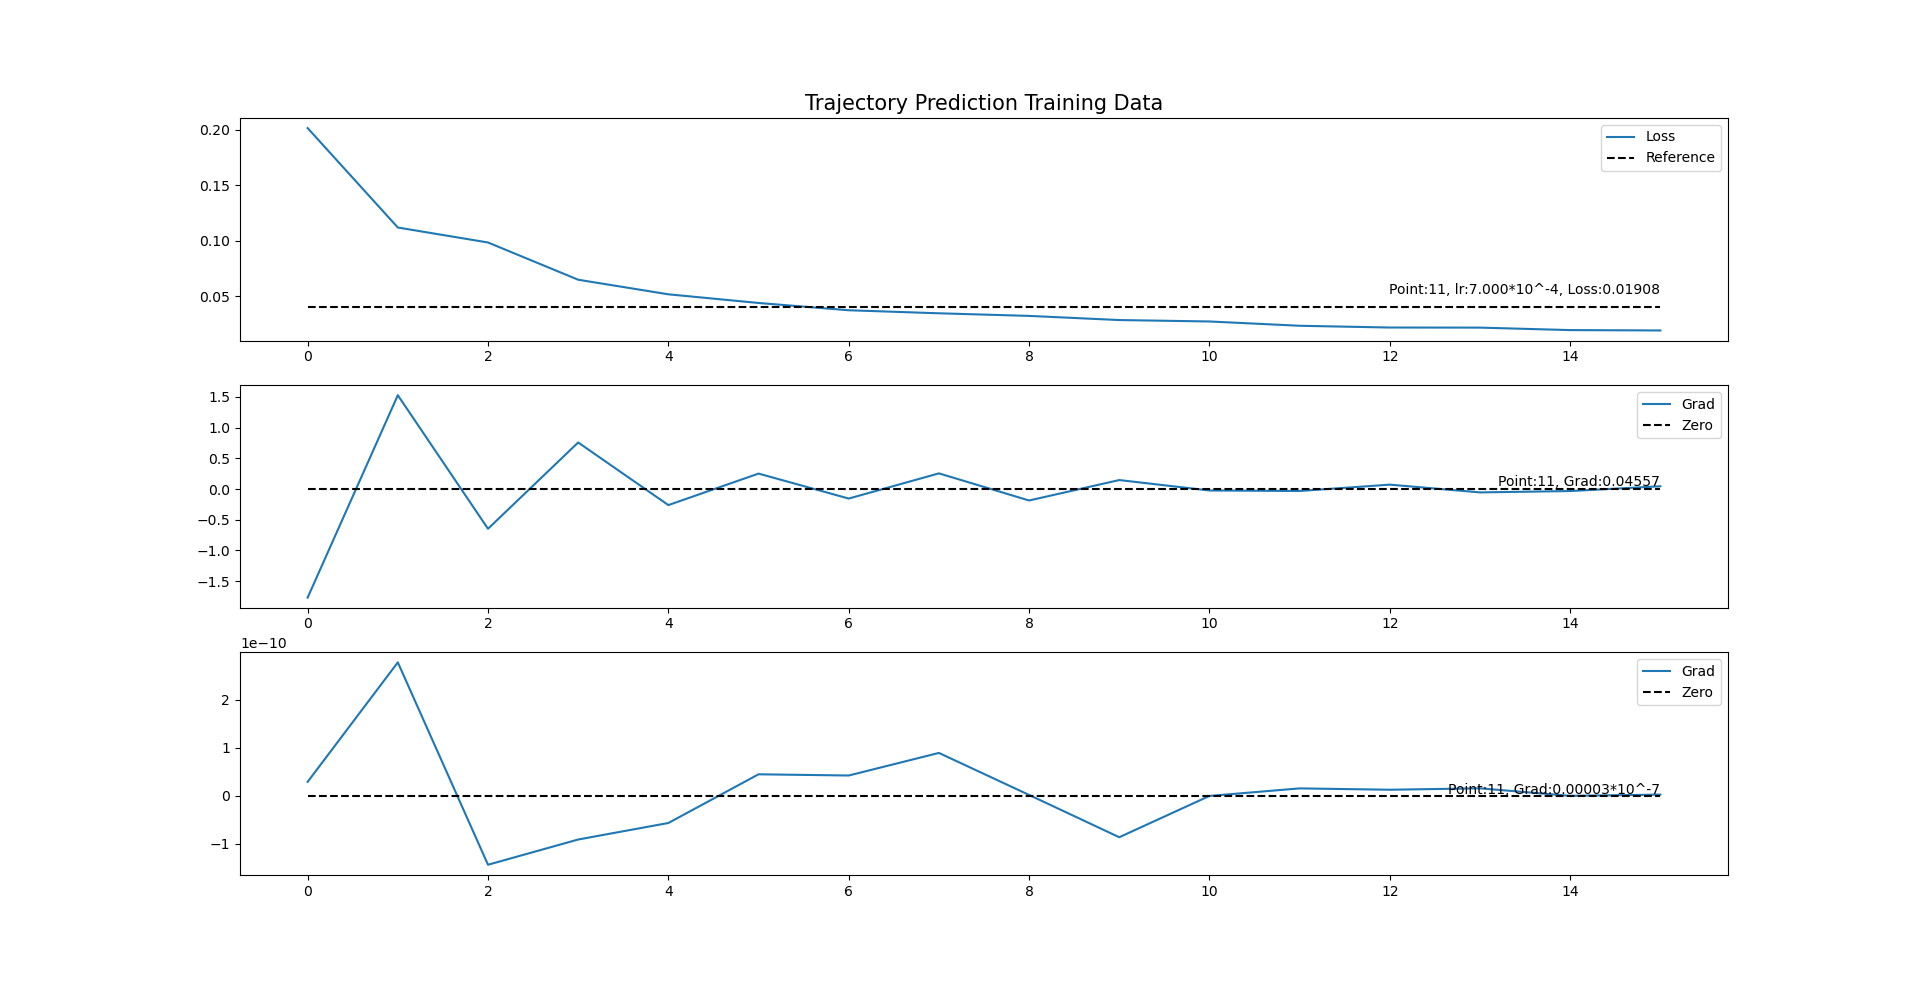 Trajectory Prediction Training Data
0.20
0.15
0.10
0.05
Loss
Reference
Point:11, lr:7.000*10^-4, Loss:0.01908
0 2 4 6 8 10 12 14
1.5
1.0
0.5
0.0
−0.5
−1.0
−1.5
Grad
Zero
Point:11, Grad:0.04557
0 2 4 6 8 10 12 14
1e−10
2
1
0
−1
Grad
Zero
Point:11, Grad:0.00003*10^-7
0 2 4 6 8 10 12 14